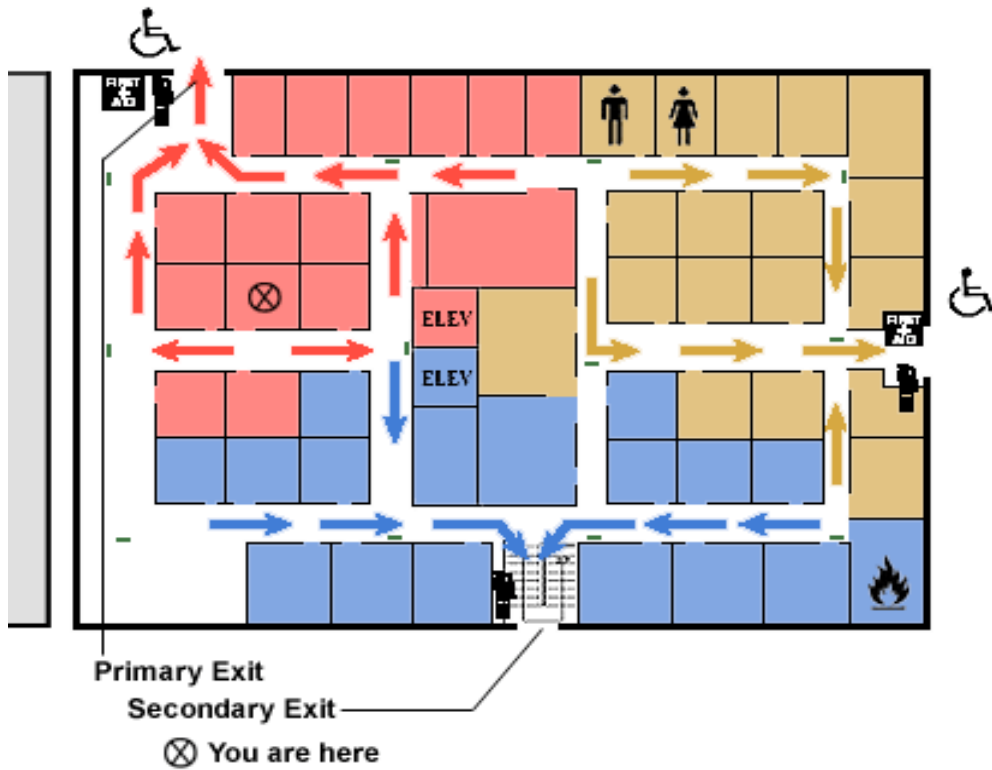 FIRST
AID
ELEV
FIRST
AID
ELEV
Primary Exit
Secondary Exit
You are here